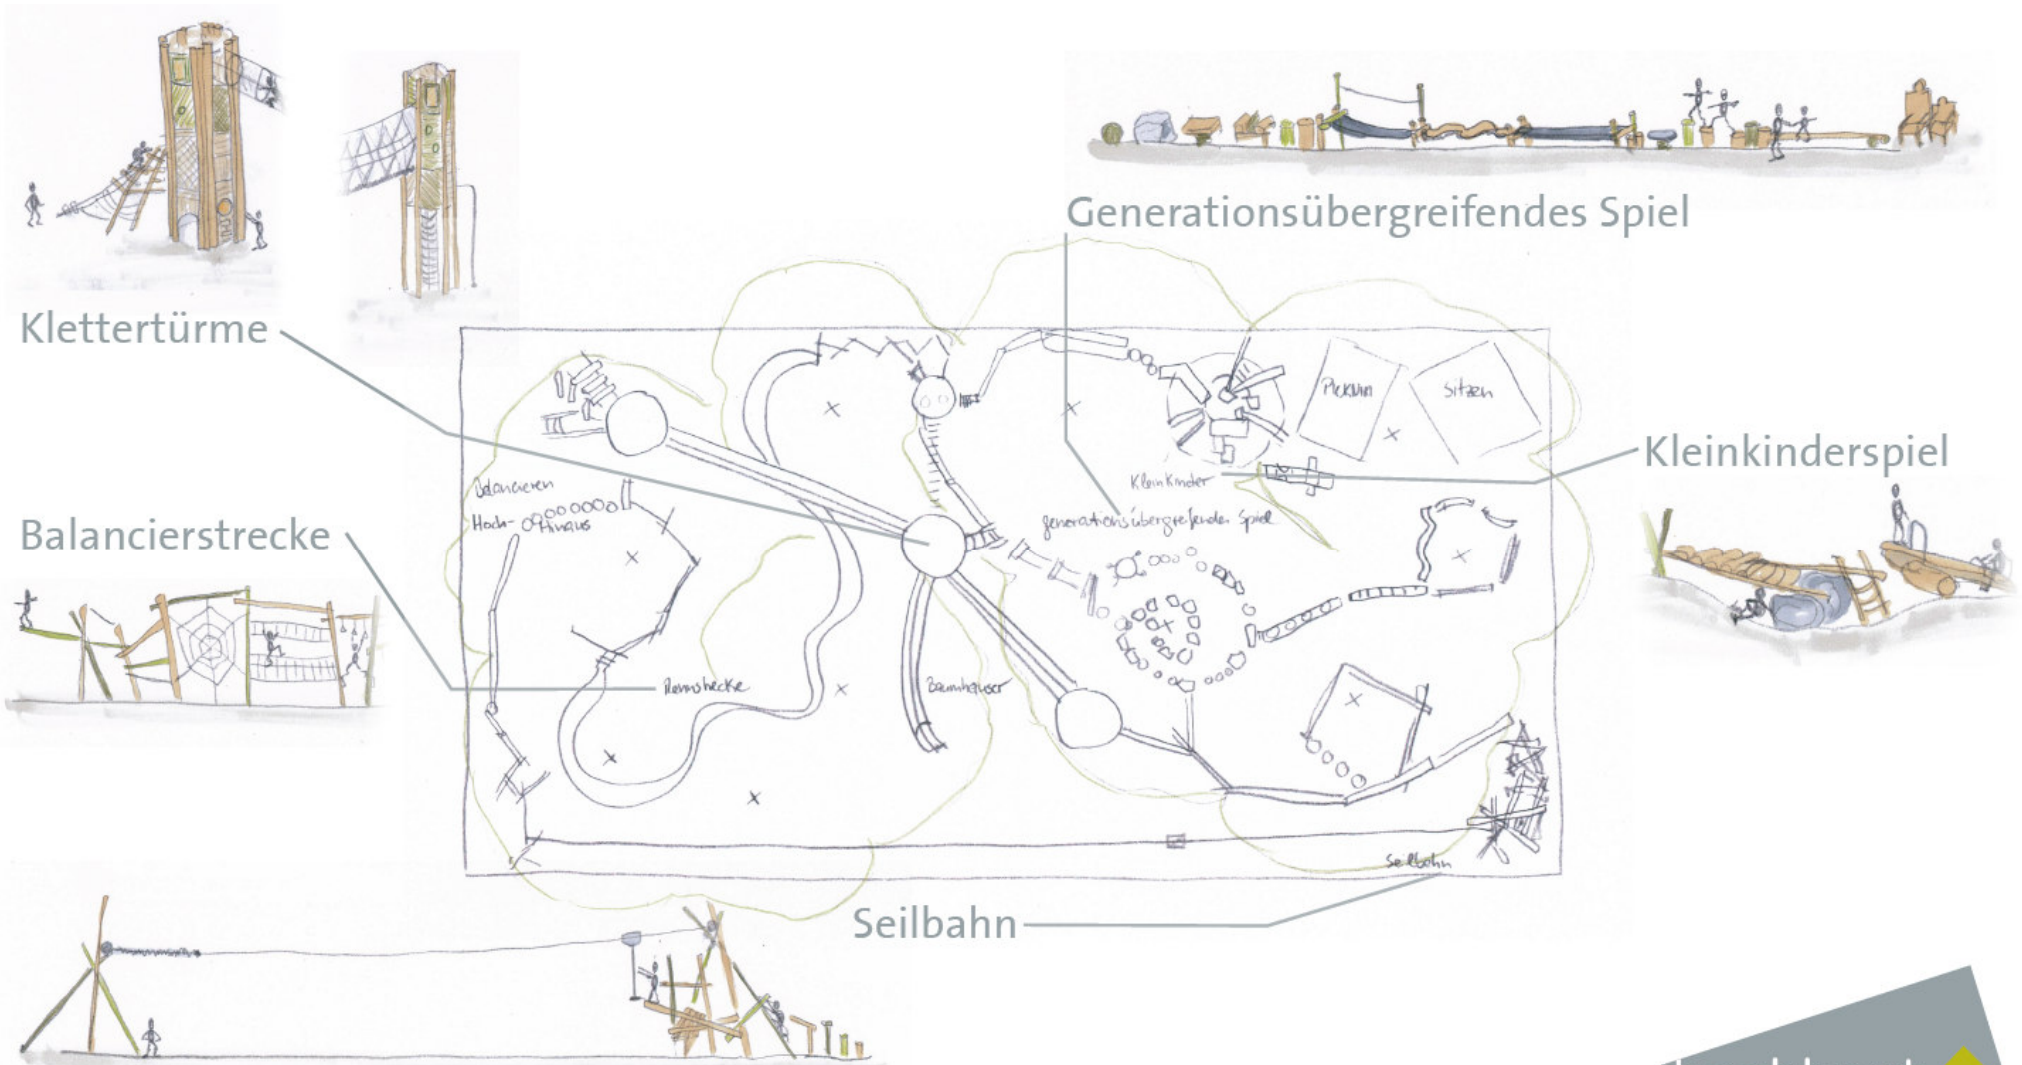 Generationsübergreifendes Spiel
Klettertürme
Picknick
Sitzen
Kleinkinderspiel
Balancieren
Hoch-Hinaus
Kleinkinder
generationsübergreifendes Spiel
Balancierstrecke
Rennstrecke
Baumhäuser
Seilbahn
Seilbahn